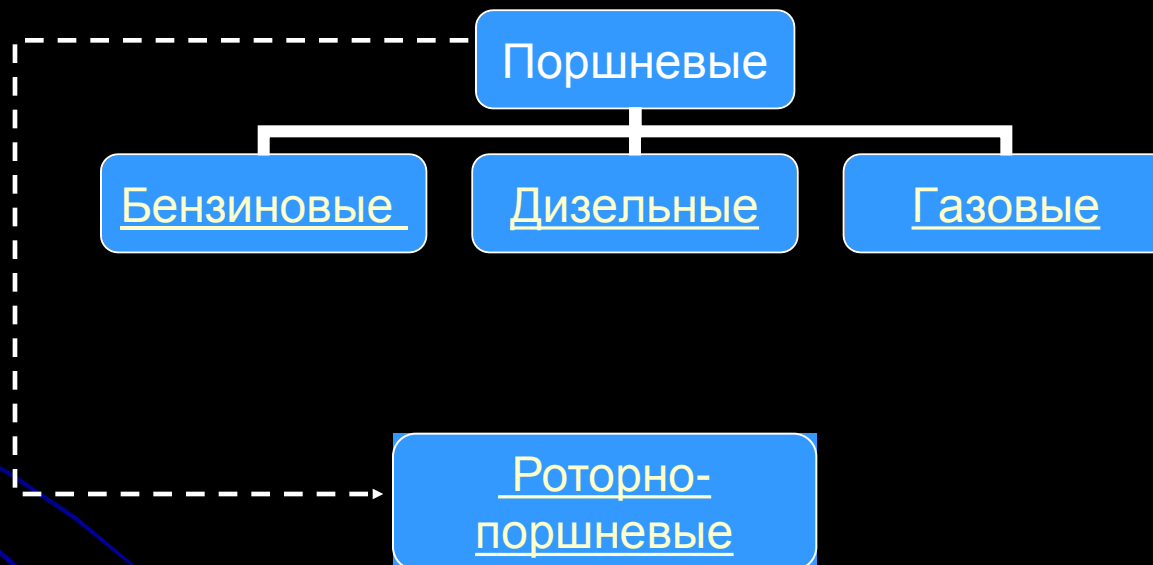 Поршневые
Бензиновые
Дизельные
Газовые
Роторно-
поршневые